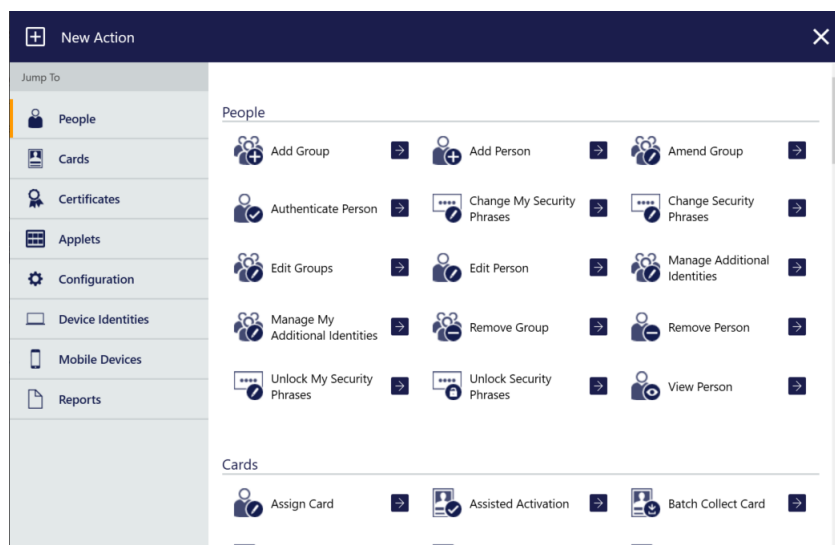 New Action
Jump To
People
Cards
Certificates
Applets
Configuration
Device Identities
Mobile Devices
Reports
People
Add Group
Add Person
Amend Group
Authenticate Person
Change My Security
Phrases
Change Security
Phrases
Edit Groups
Edit Person
Manage Additional
Identities
Manage My
Additional Identities
Remove Group
Remove Person
Unlock My Security
Phrases
Unlock Security
Phrases
View Person
Cards
Assign Card
Assisted Activation
Batch Collect Card